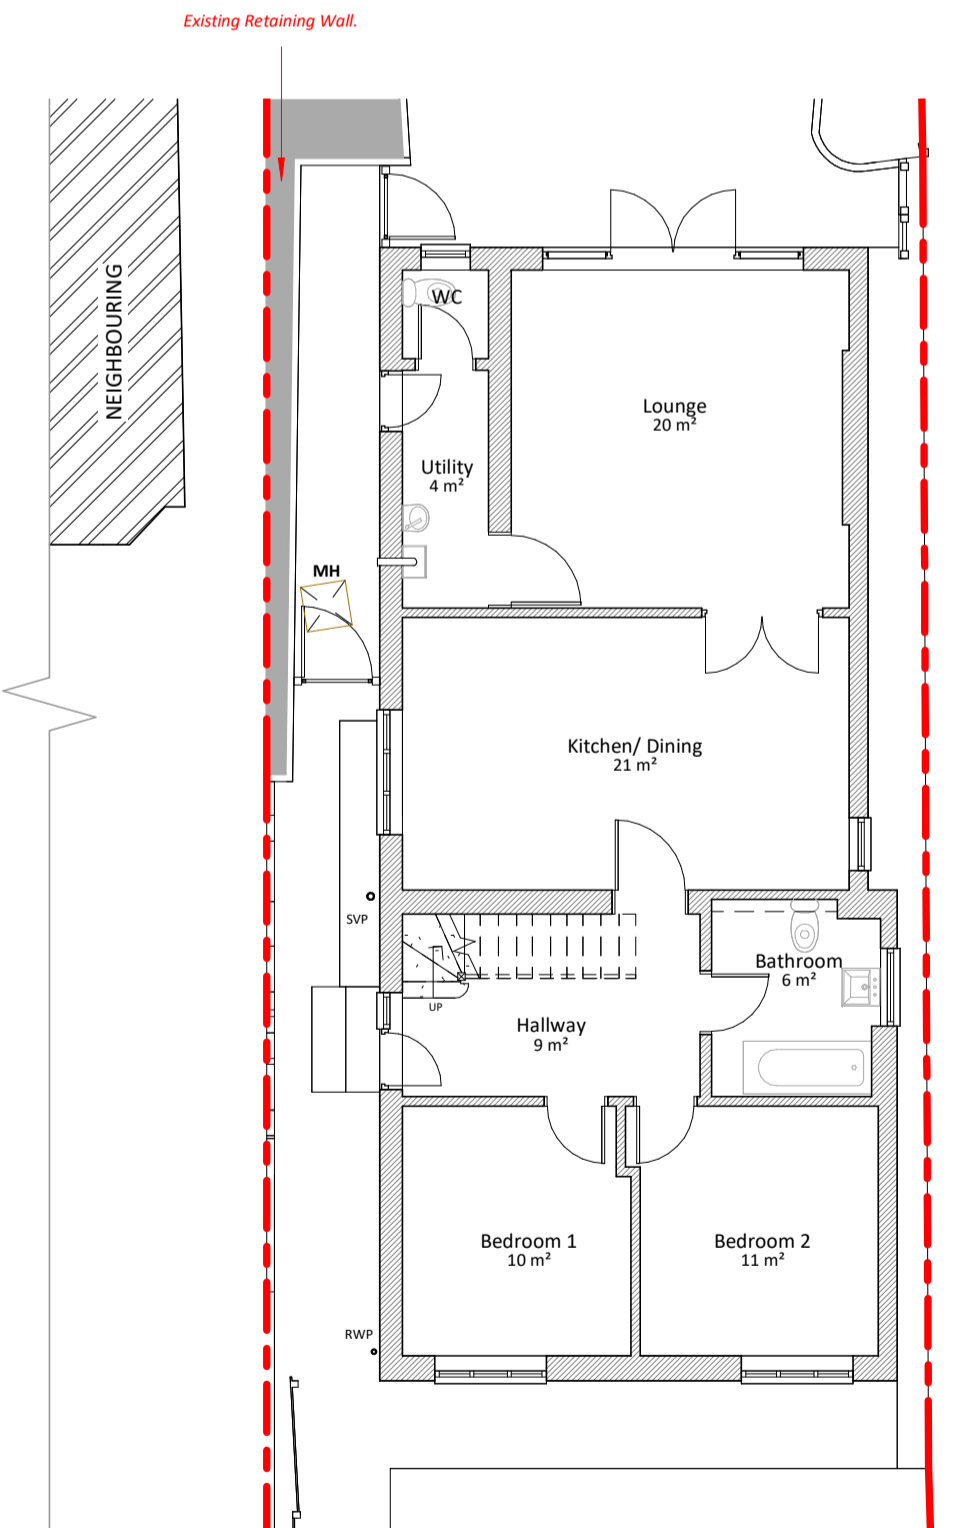 Existing Retaining Wall.
NEIGHBOURING
WC
Lounge
20 m²
Utility
4 m²
MH
Kitchen/ Dining
21 m²
SVP
Bathroom
6 m²
UP
Hallway
9 m²
Bedroom 1
10 m²
Bedroom 2
11 m²
RWP